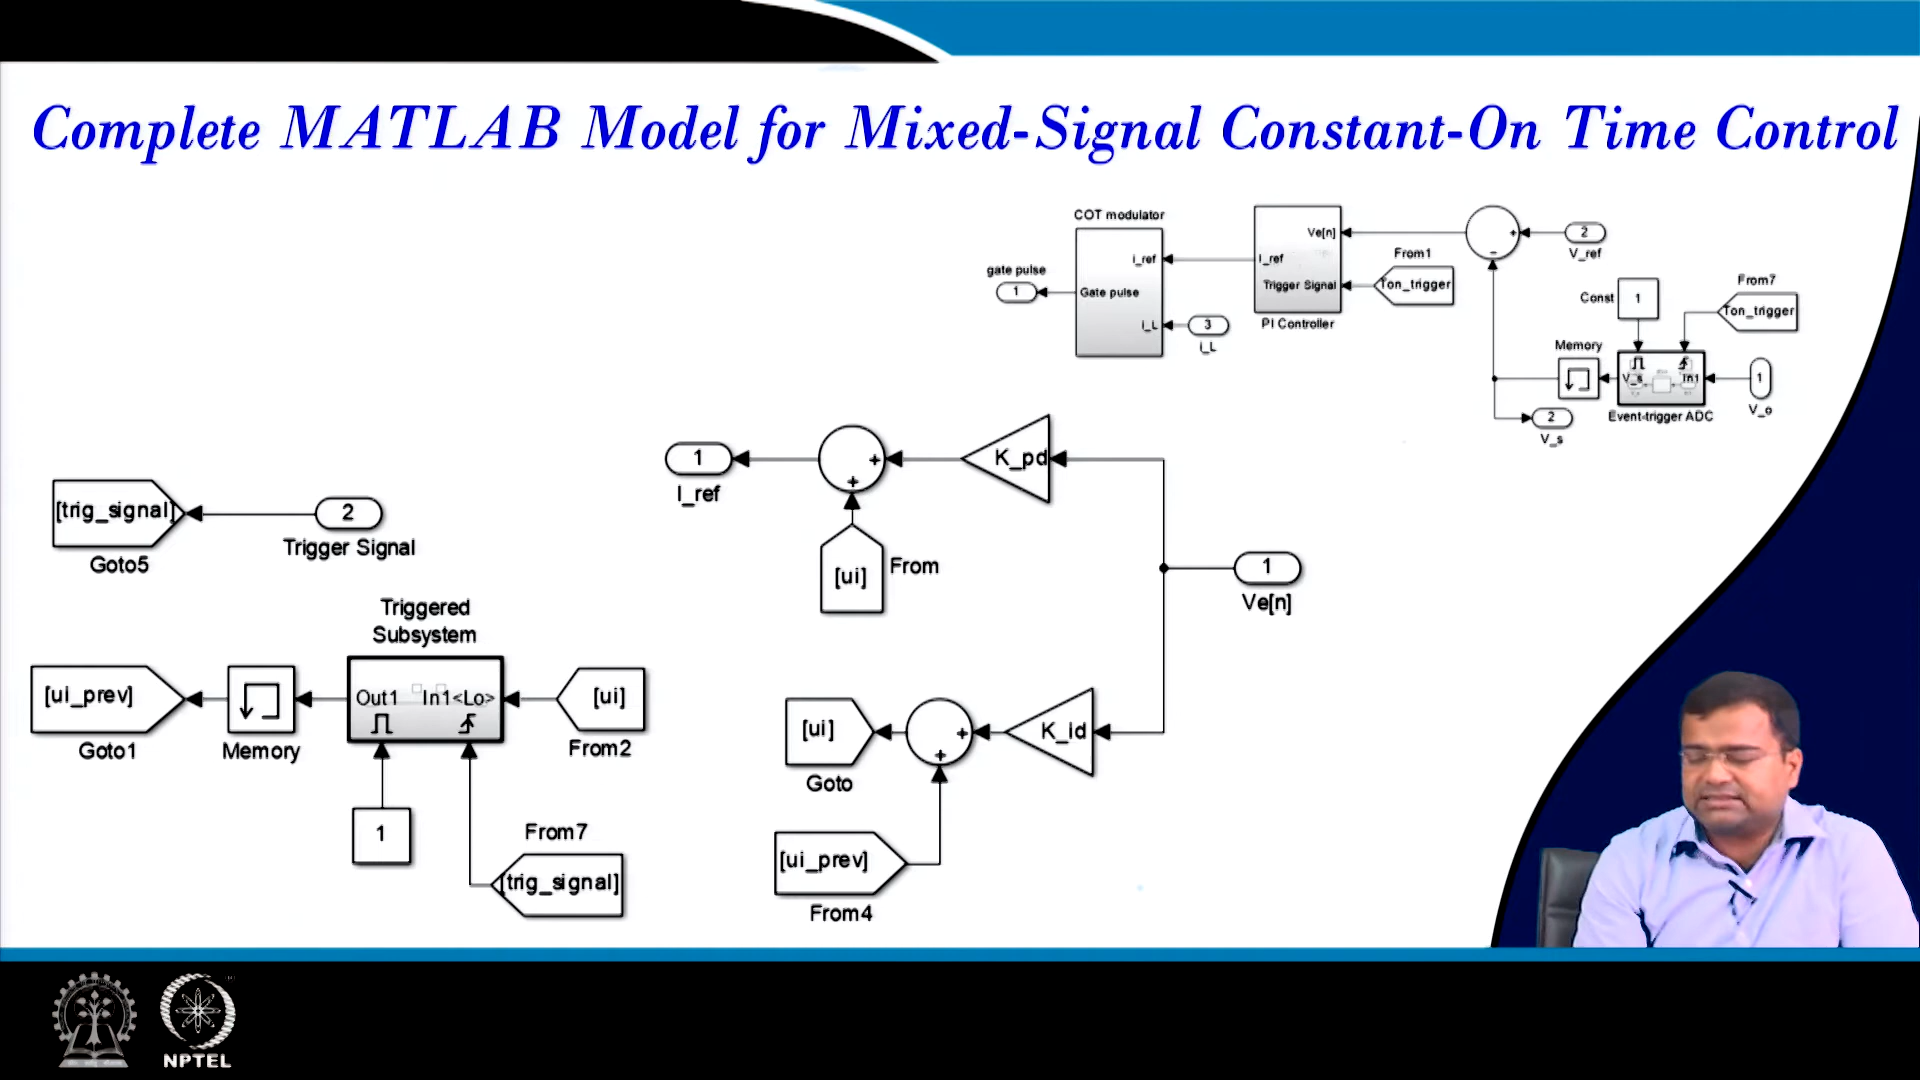 Complete MATLAB Model for Mixed-Signal Constant-On Time Control
COT modulator
i_ref
Gate pulse
i_L
gate pulse
1
3
i_L
Ve[n]
I_ref
Trigger Signal
PI Controller
From1
Ton_trigger
+
-
2
V_ref
Const
1
From7
Ton_trigger
Memory
V_s
In1
Event-trigger ADC
1
V_o
2
V_s
1
I_ref
+
+
K_pd
[ui]
From
1
Ve[n]
[trig_signal]
Goto5
2
Trigger Signal
Triggered
Subsystem
[ui_prev]
Goto1
Memory
Out1
In1<Lo>
[ui]
From2
1
From7
[trig_signal]
[ui]
Goto
+
+
K_id
[ui_prev]
From4
NPTEL